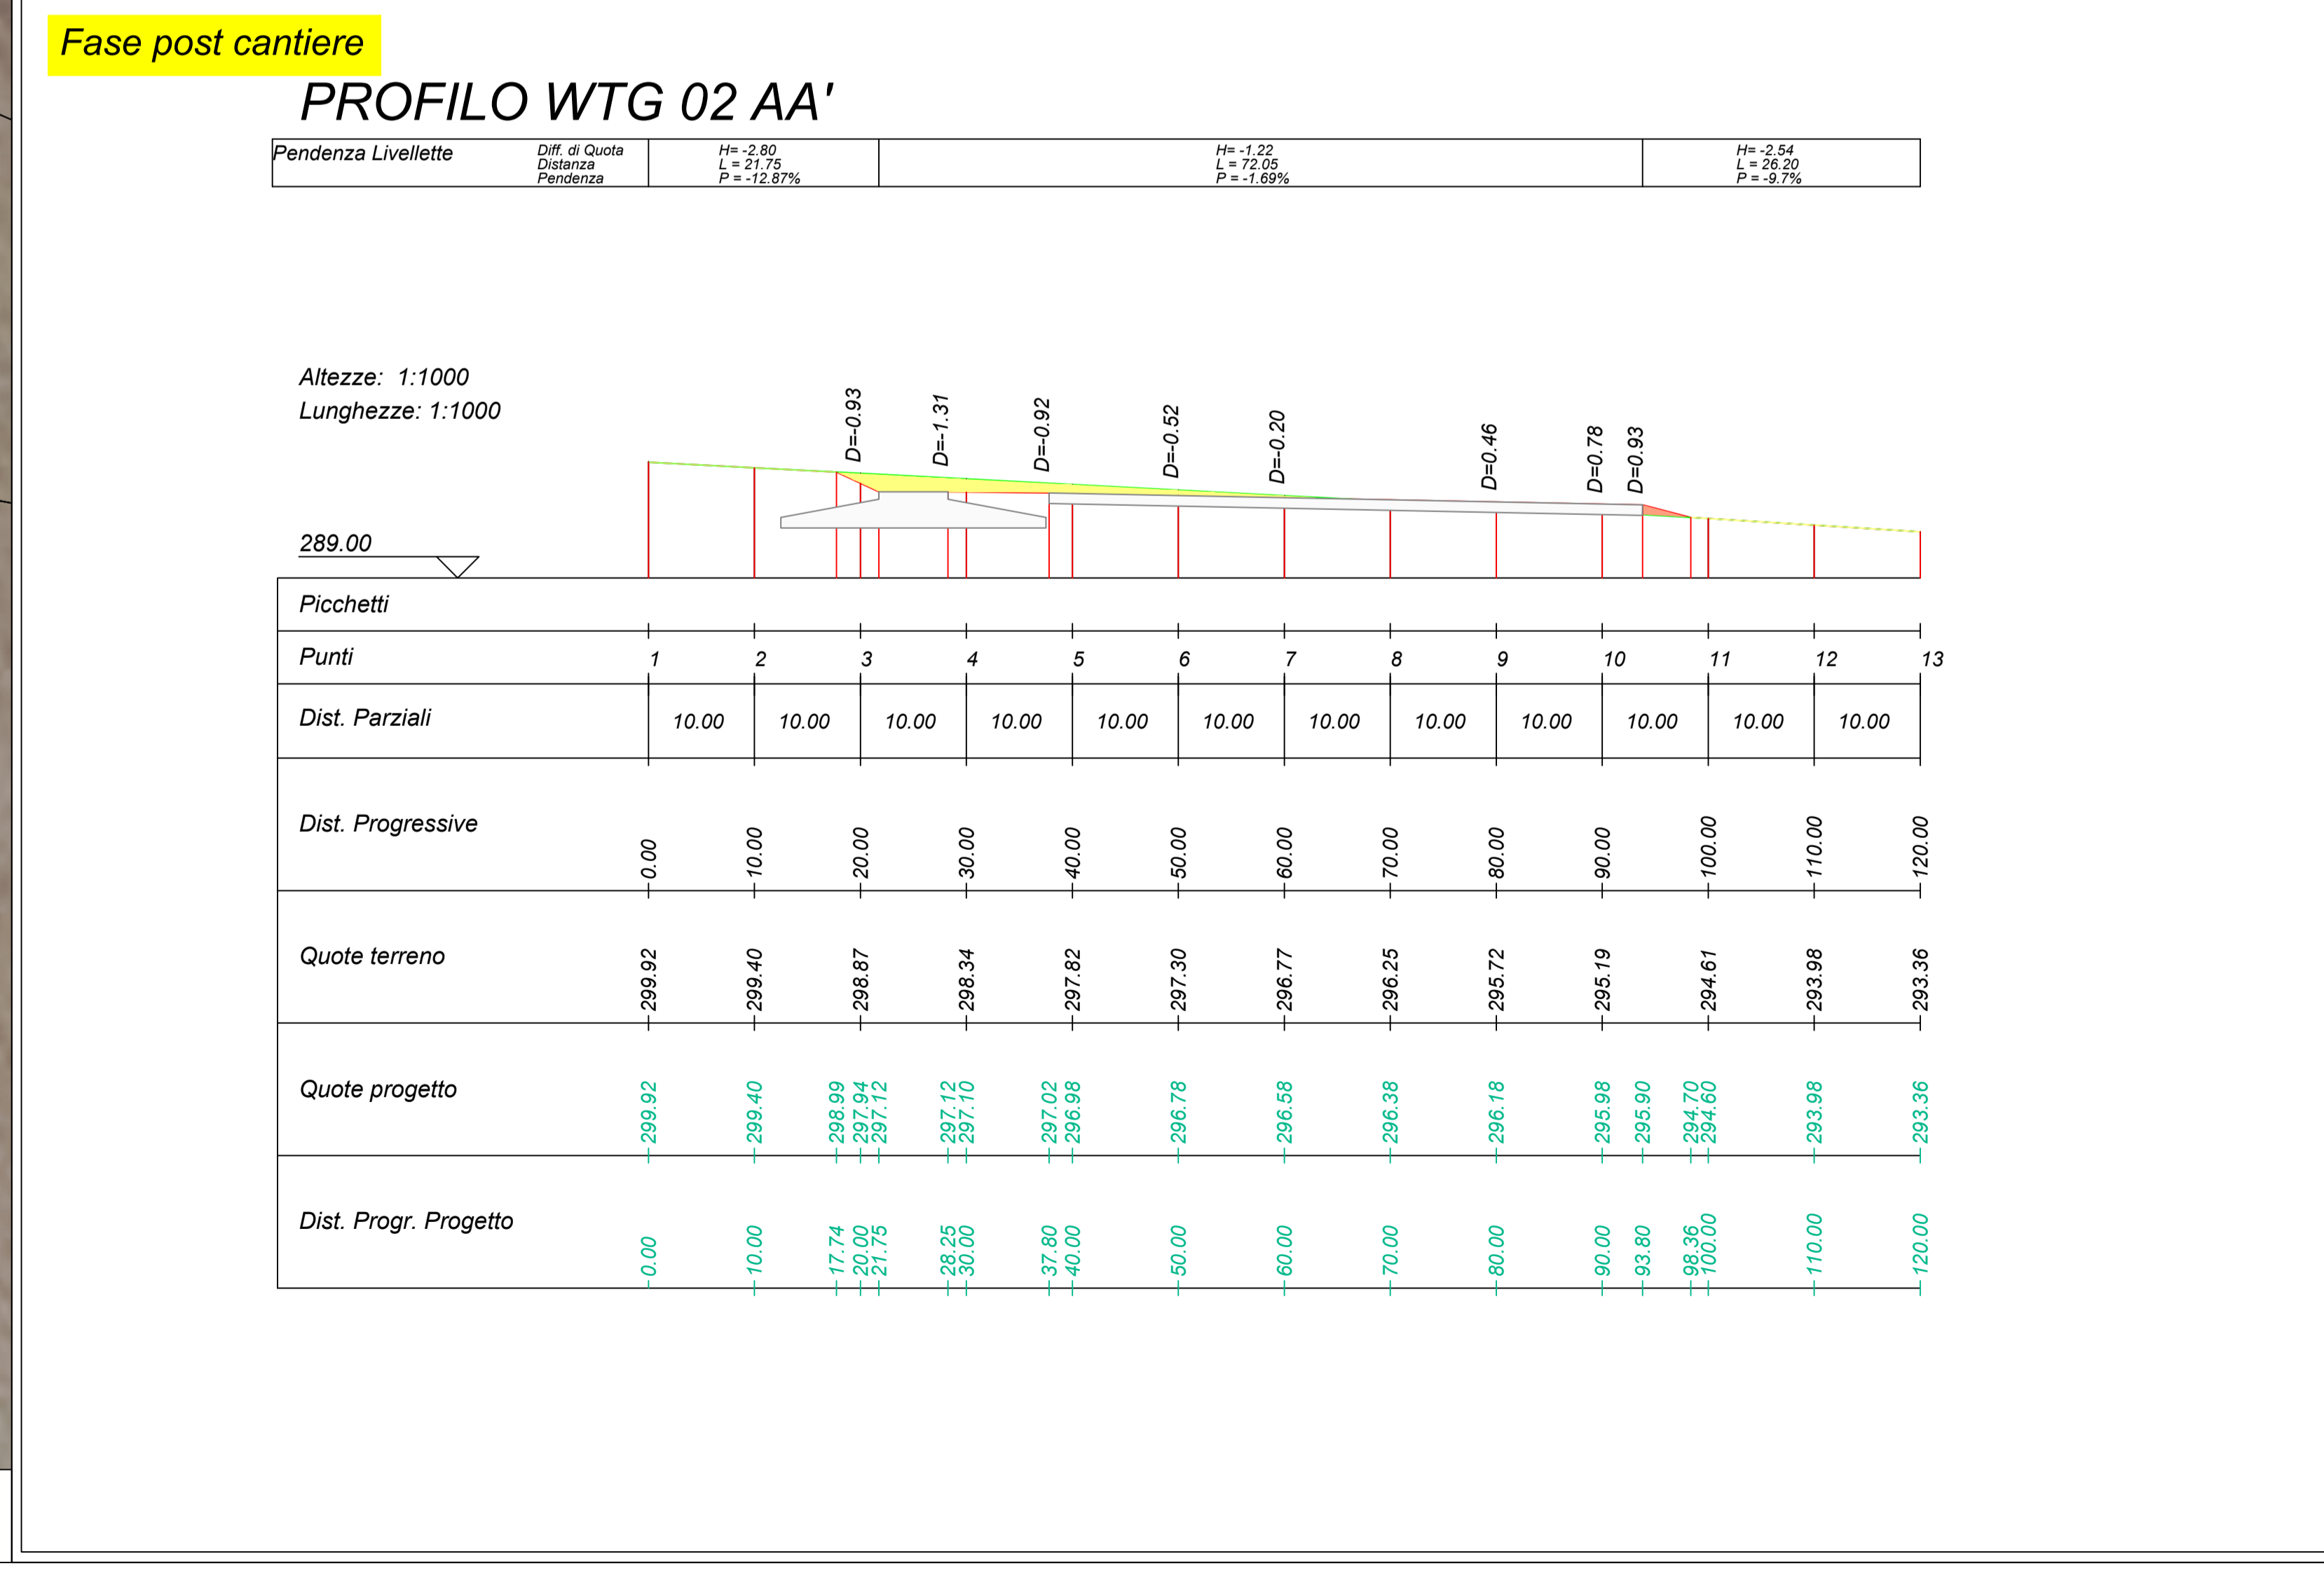 Fase post cantiere
PROFILO WTG 02 AA'
Pendenza Livellette
Diff. di Quota
Distanza
Pendenza
H= -2.80
L = 21.75
P = -12.87%
H= -1.22
L = 72.05
P = -1.69%
H= -2.54
L = 26.20
P = -9.7%
Altezze: 1:1000
Lunghezze: 1:1000
D=-0.93
D=-1.31
D=-0.92
D=-0.52
D=-0.20
D=0.46
D=0.78
D=0.93
289.00
Picchetti
Punti 1 2 3 4 5 6 7 8 9 10 11 12 13
Dist. Parziali 10.00 10.00 10.00 10.00 10.00 10.00 10.00 10.00 10.00 10.00 10.00 10.00
Dist. Progressive 0.00 10.00 20.00 30.00 40.00 50.00 60.00 70.00 80.00 90.00 100.00 110.00 120.00
Quote terreno 299.92 299.40 298.87 298.34 297.82 297.30 296.77 296.25 295.72 295.19 294.61 293.98 293.36
Quote progetto 299.92 299.40 298.99 297.94 297.12 297.12 297.10 297.02 296.98 296.78 296.58 296.38 296.18 295.98 295.90 294.70 294.60 293.98 293.36
Dist. Progr. Progetto 0.00 10.00 17.74 20.00 21.75 28.25 30.00 37.80 40.00 50.00 60.00 70.00 80.00 90.00 93.80 98.36 100.00 110.00 120.00